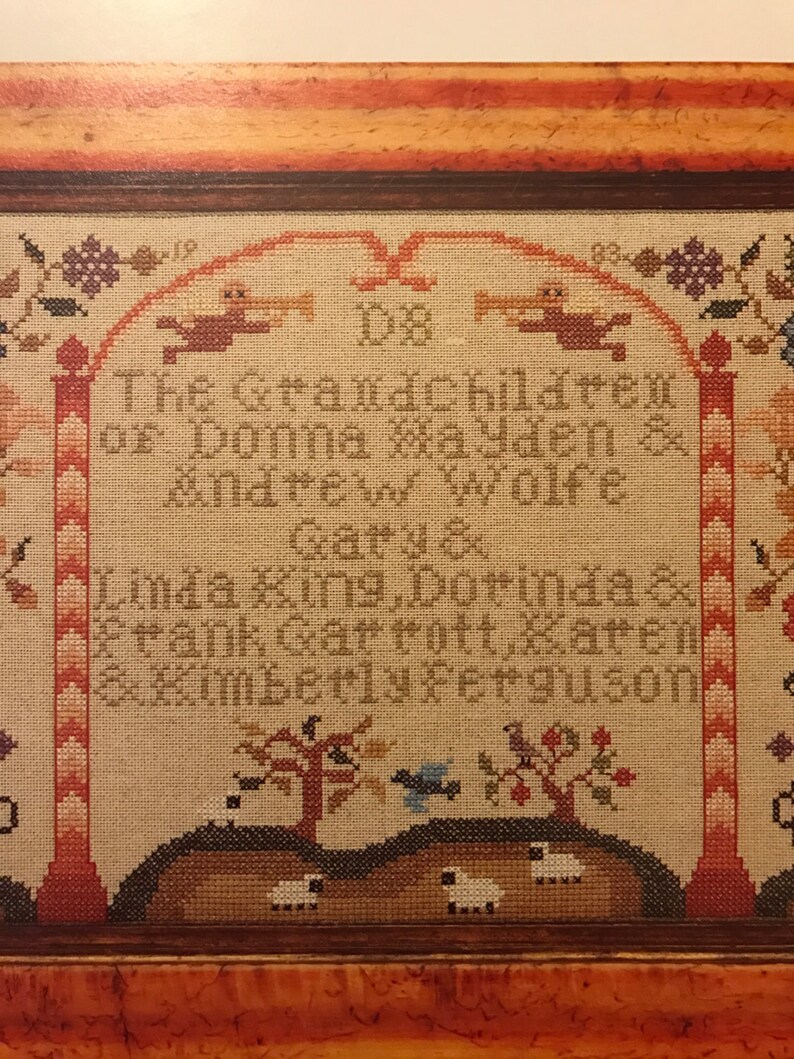 19 83
DB
The Grandchildren
of Donna Hayden &
Andrew Wolfe
Gary &
Linda King, Dorinda &
Frank Garrott, Karen
& Kimberly Ferguson